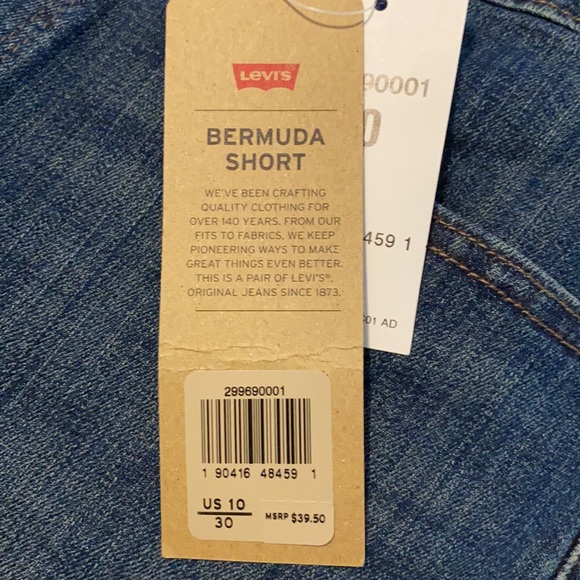 LEVI'S
BERMUDA
SHORT
WE'VE BEEN CRAFTING
QUALITY CLOTHING FOR
OVER 140 YEARS. FROM OUR
FITS TO FABRICS, WE KEEP
PIONEERING WAYS TO MAKE
GREAT THINGS EVEN BETTER.
THIS IS A PAIR OF LEVI'S®,
ORIGINAL JEANS SINCE 1873.
299690001
1 90416 48459 1
US 10
30
MSRP $39.50
90001
0
459 1
001 AD